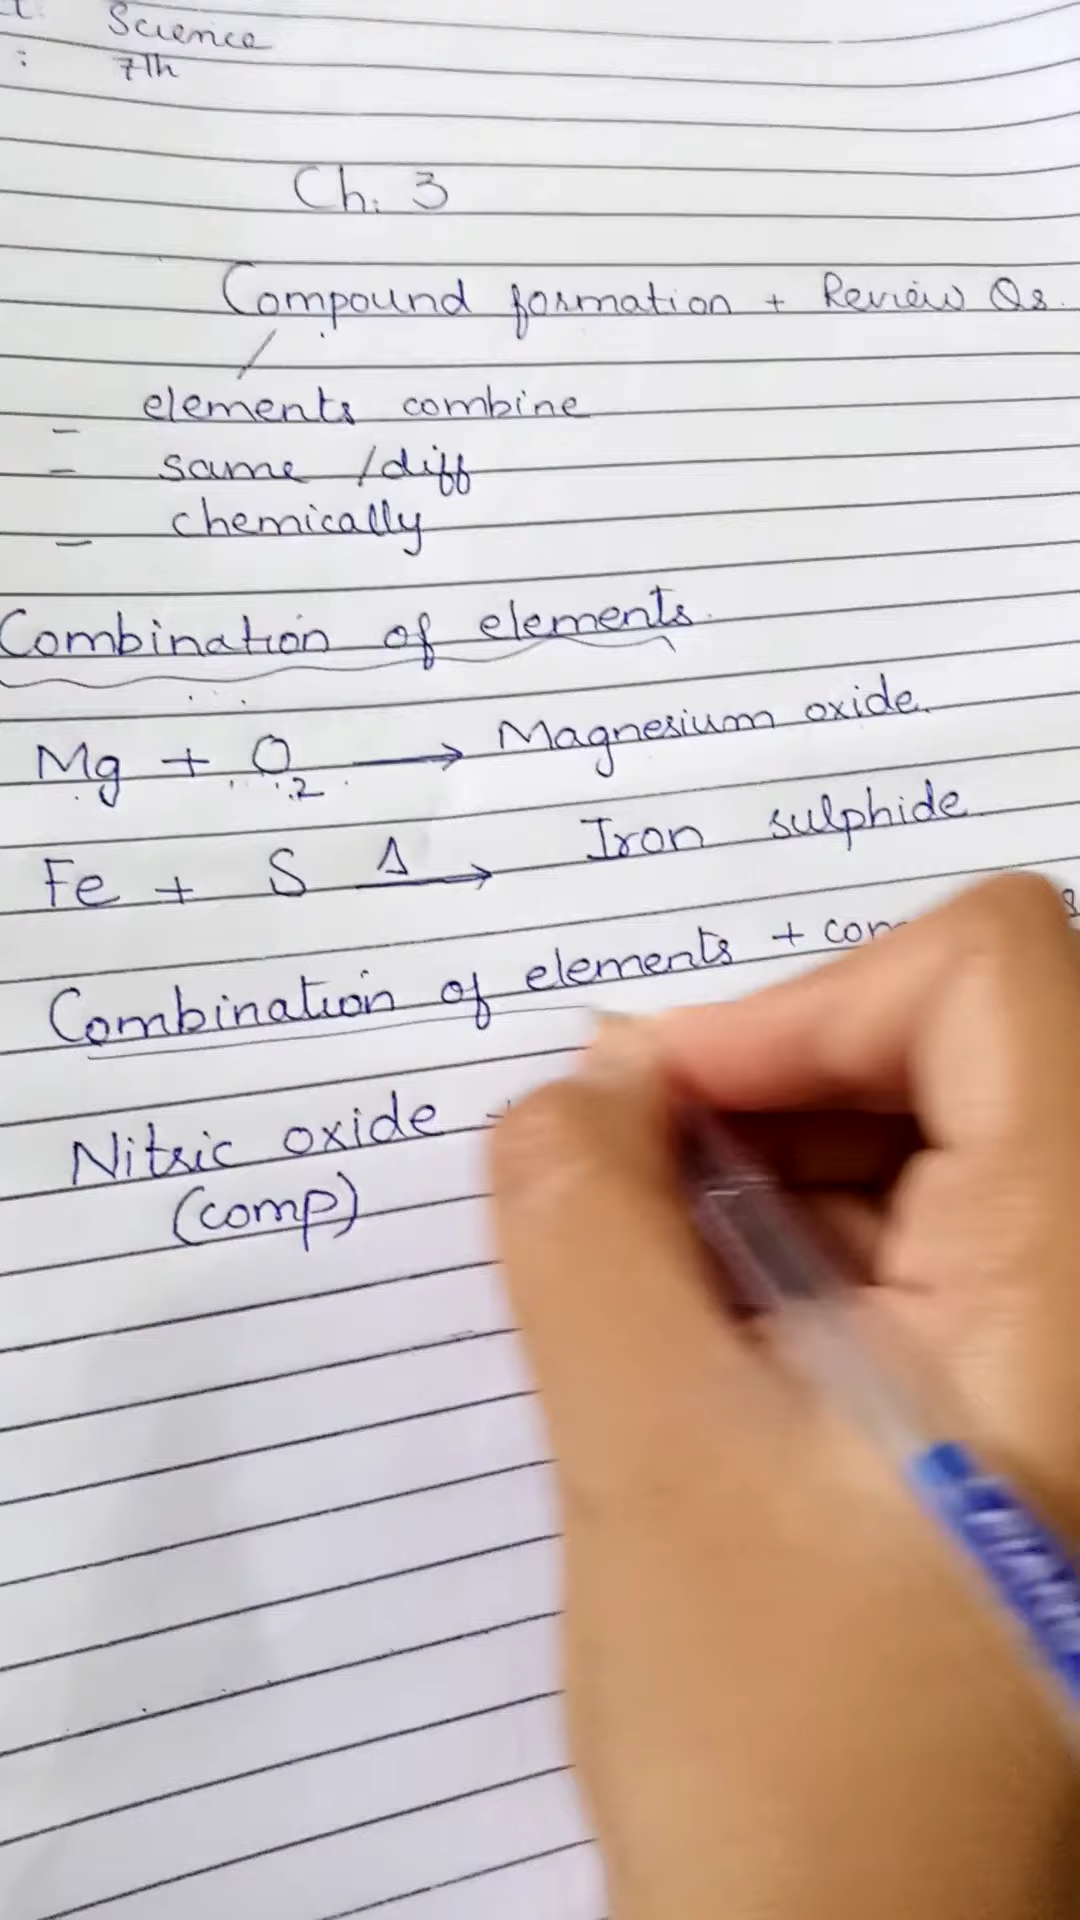 Science
7th
Ch. 3
Compound formation + Review Qs.
elements combine
- same / diff
- chemically
Combination of elements.
Mg + O2 → Magnesium oxide.
Fe + S Δ→ Iron sulphide
Combination of elements +
Nitric oxide +
(comp)